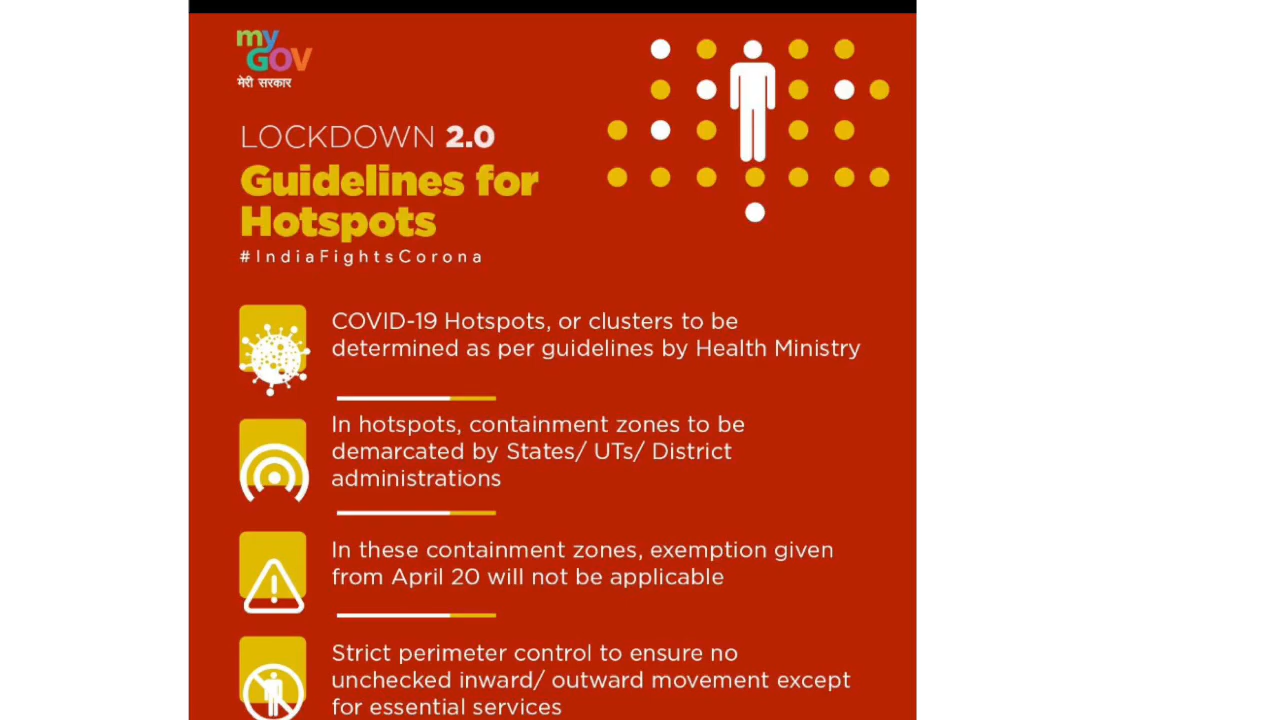 my
GOV
मेरी सरकार
LOCKDOWN 2.0
Guidelines for
Hotspots
#IndiaFightsCorona
COVID-19 Hotspots, or clusters to be
determined as per guidelines by Health Ministry
In hotspots, containment zones to be
demarcated by States/ UTs/ District
administrations
In these containment zones, exemption given
from April 20 will not be applicable
Strict perimeter control to ensure no
unchecked inward/ outward movement except
for essential services